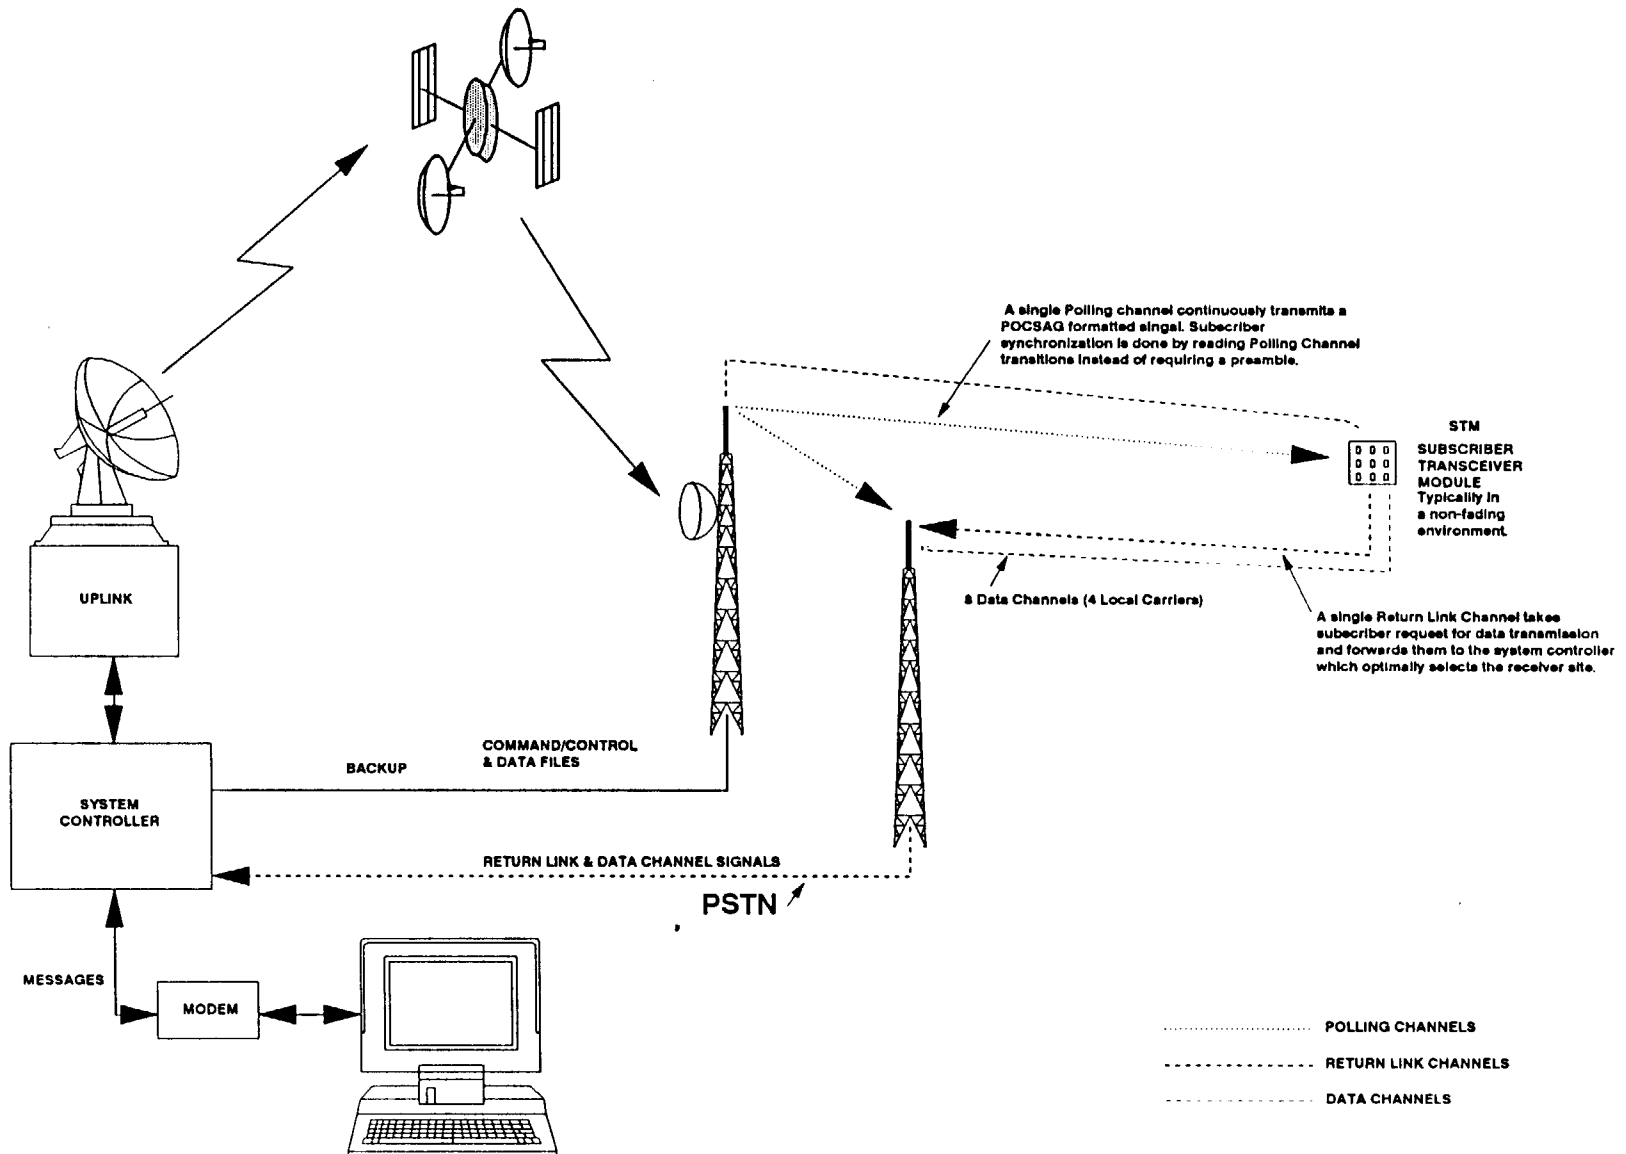 A single Polling channel continuously transmits a
POCSAG formatted singal. Subscriber
synchronization is done by reading Polling Channel
transitions instead of requiring a preamble.
STM
SUBSCRIBER
TRANSCEIVER
MODULE
Typically in
a non-fading
environment.
8 Data Channels (4 Local Carriers)
A single Return Link Channel takes
subscriber request for data transmission
and forwards them to the system controller
which optimally selects the receiver site.
UPLINK
COMMAND/CONTROL
& DATA FILES
BACKUP
SYSTEM
CONTROLLER
RETURN LINK & DATA CHANNEL SIGNALS
PSTN
MESSAGES
MODEM
POLLING CHANNELS
RETURN LINK CHANNELS
DATA CHANNELS